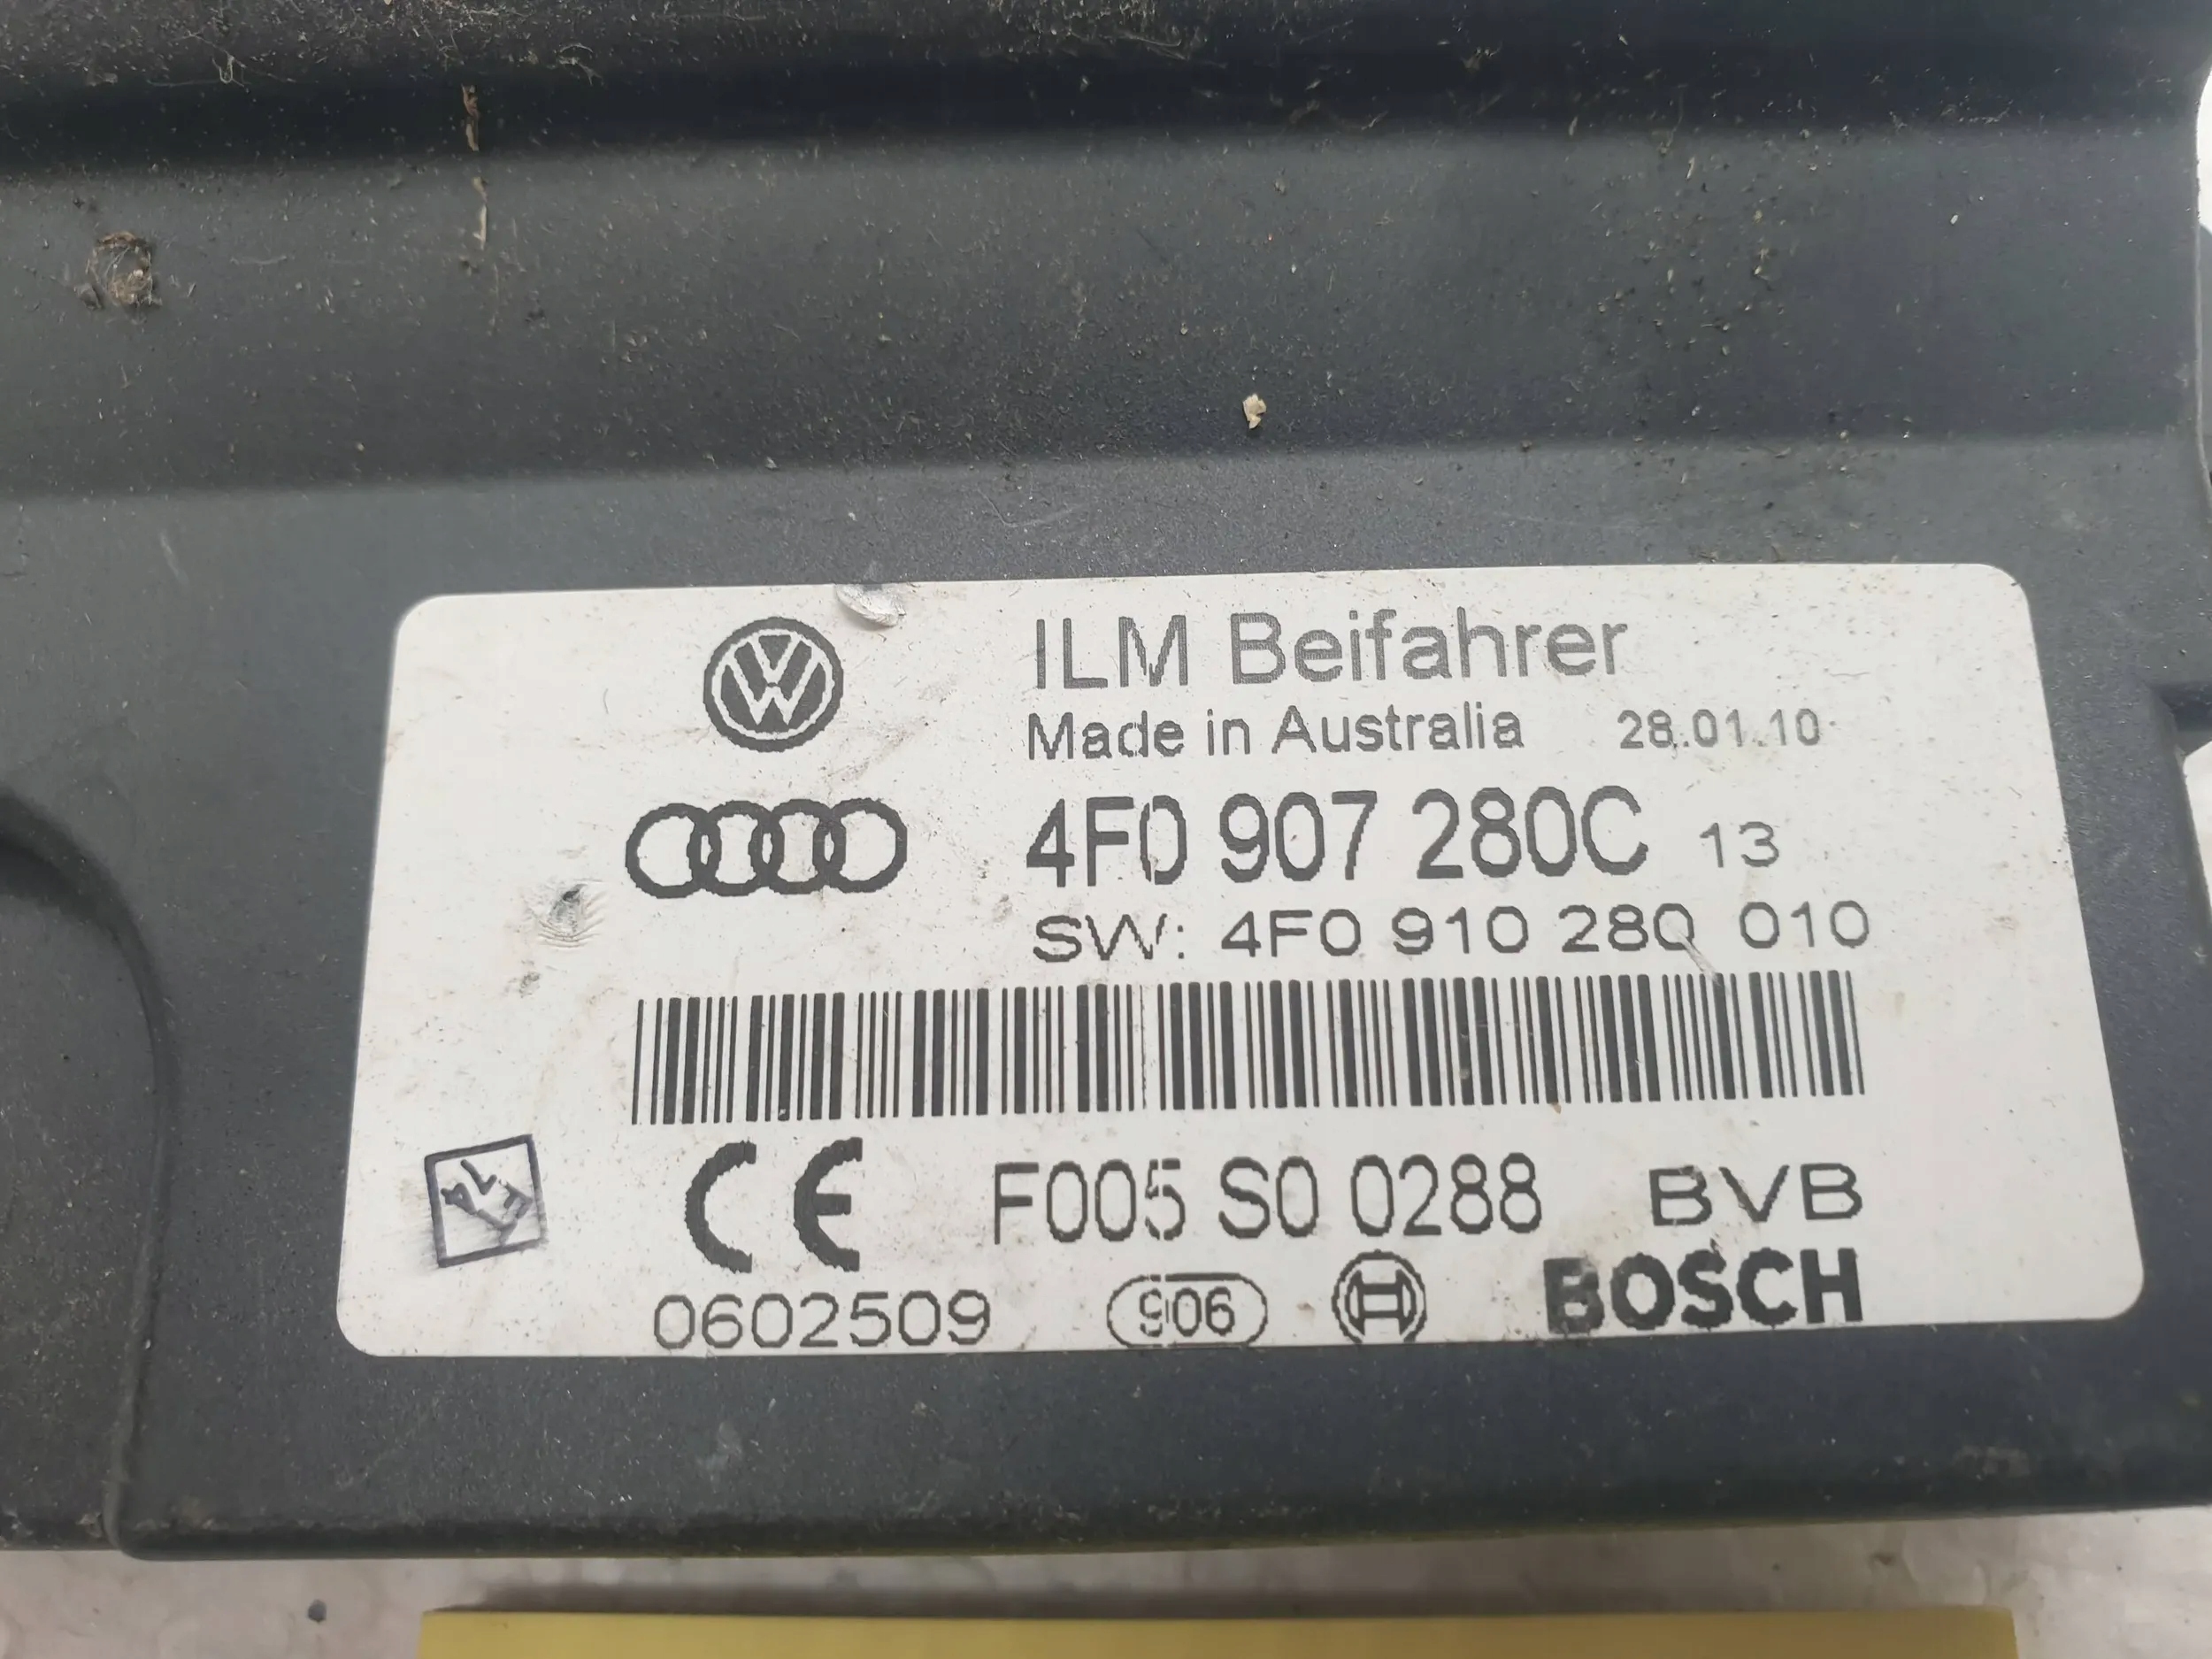 ILM Beifahrer
Made in Australia 28.01.10
4F0 907 280C 13
SW: 4F0 910 280 010
CE F005 S0 0288 BVB
0602509 906 BOSCH